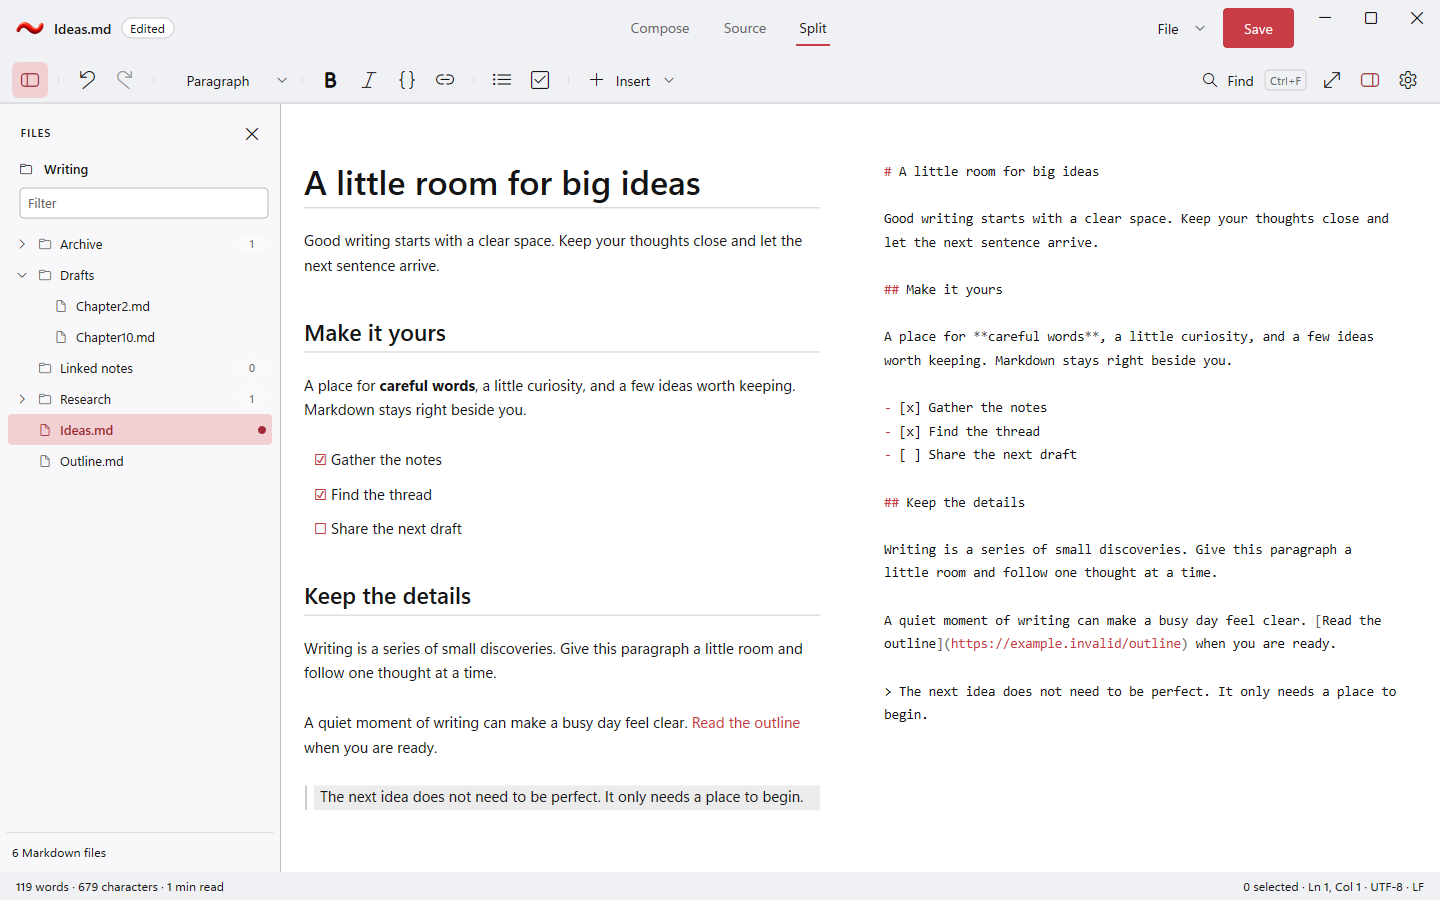 Ideas.md Edited Compose Source Split File Save
Paragraph B I {} Insert Find Ctrl+F
FILES
Writing
Filter
Archive 1
Drafts
Chapter2.md
Chapter10.md
Linked notes 0
Research 1
Ideas.md
Outline.md
6 Markdown files
A little room for big ideas
Good writing starts with a clear space. Keep your thoughts close and let the
next sentence arrive.
Make it yours
A place for careful words, a little curiosity, and a few ideas worth keeping.
Markdown stays right beside you.
Gather the notes
Find the thread
Share the next draft
Keep the details
Writing is a series of small discoveries. Give this paragraph a little room and
follow one thought at a time.
A quiet moment of writing can make a busy day feel clear. Read the outline
when you are ready.
The next idea does not need to be perfect. It only needs a place to begin.
# A little room for big ideas
Good writing starts with a clear space. Keep your thoughts close and
let the next sentence arrive.
## Make it yours
A place for **careful words**, a little curiosity, and a few ideas
worth keeping. Markdown stays right beside you.
- [x] Gather the notes
- [x] Find the thread
- [ ] Share the next draft
## Keep the details
Writing is a series of small discoveries. Give this paragraph a
little room and follow one thought at a time.
A quiet moment of writing can make a busy day feel clear. [Read the
outline](https://example.invalid/outline) when you are ready.
> The next idea does not need to be perfect. It only needs a place to
begin.
119 words · 679 characters · 1 min read
0 selected · Ln 1, Col 1 · UTF-8 · LF